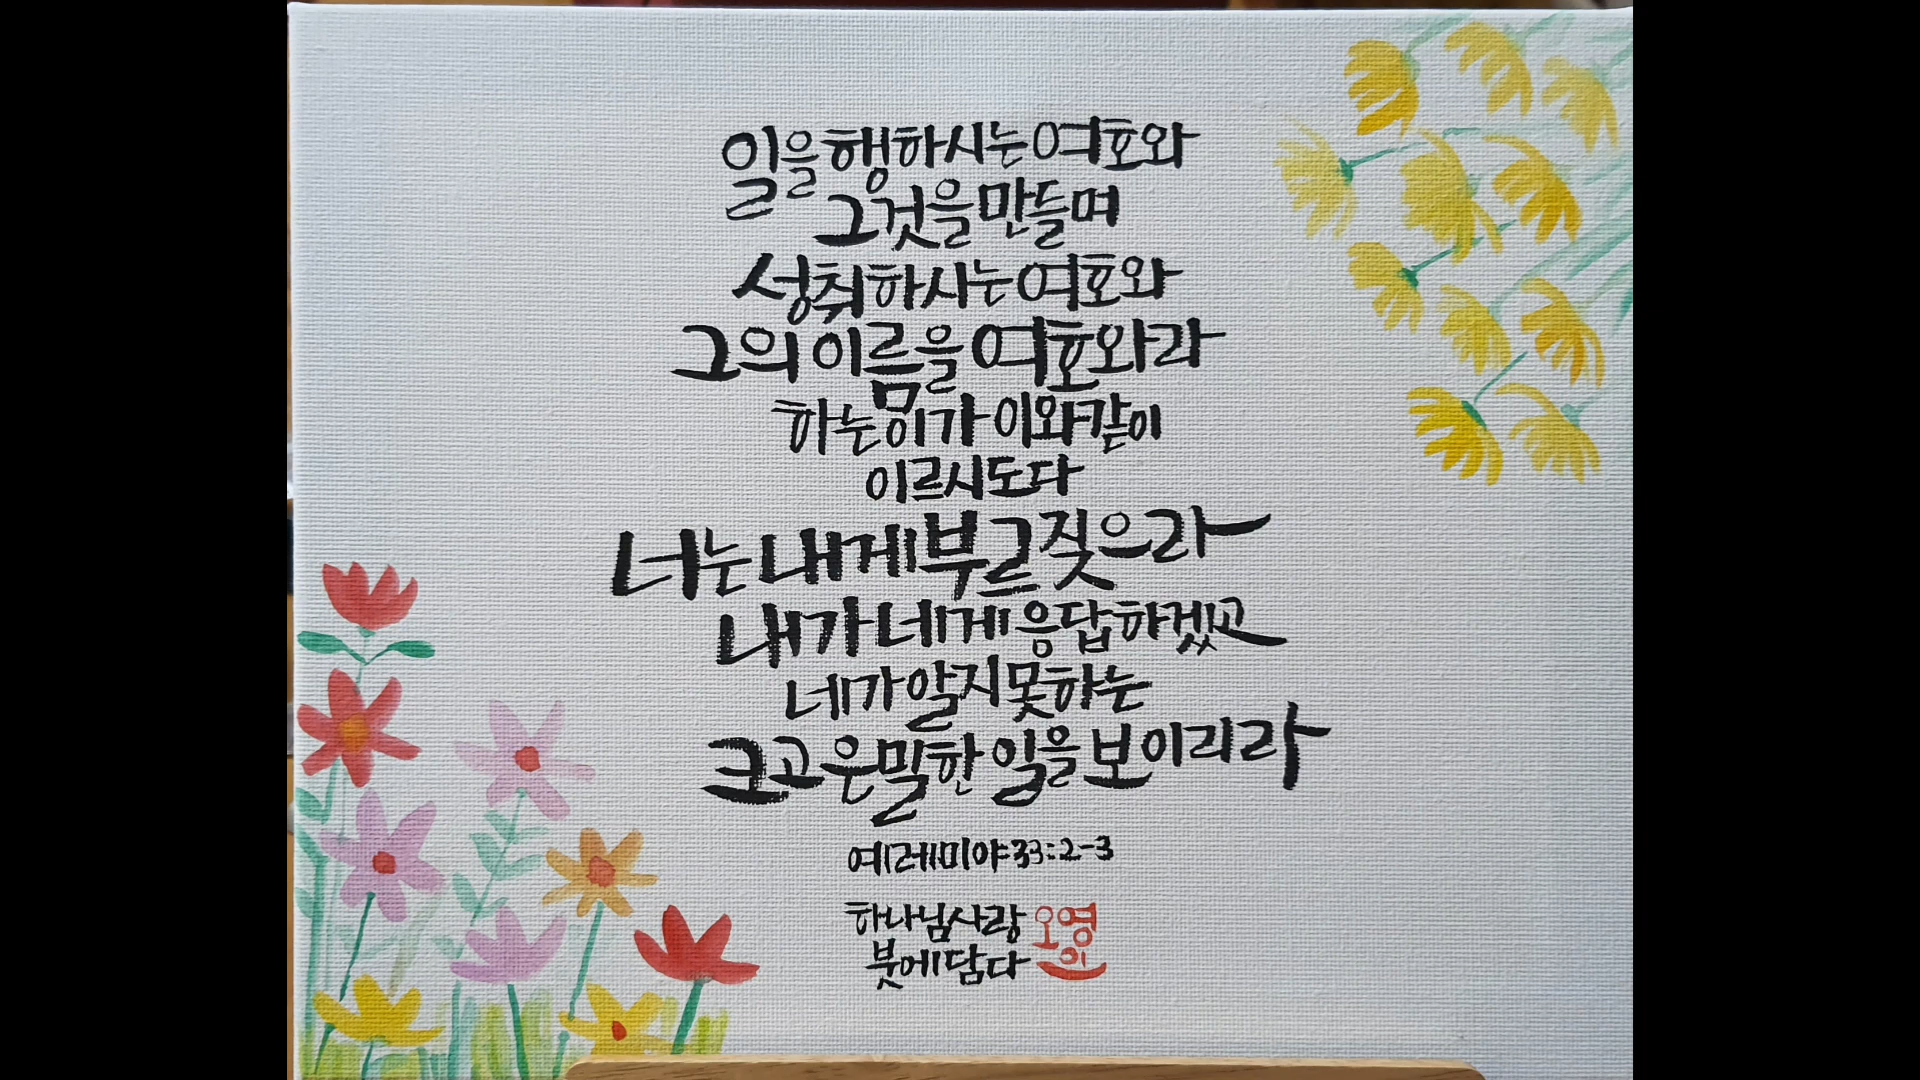 일을 행하시는 여호와
그것을 만들며
성취하시는 여호와
그의 이름을 여호와라
하는 이가 이와 같이
이르시도다
너는 내게 부르짖으라
내가 네게 응답하겠고
네가 알지 못하는
크고 은밀한 일을 보이리라
예레미야 33:2-3
하나님 사랑
붓에 담다
오영이